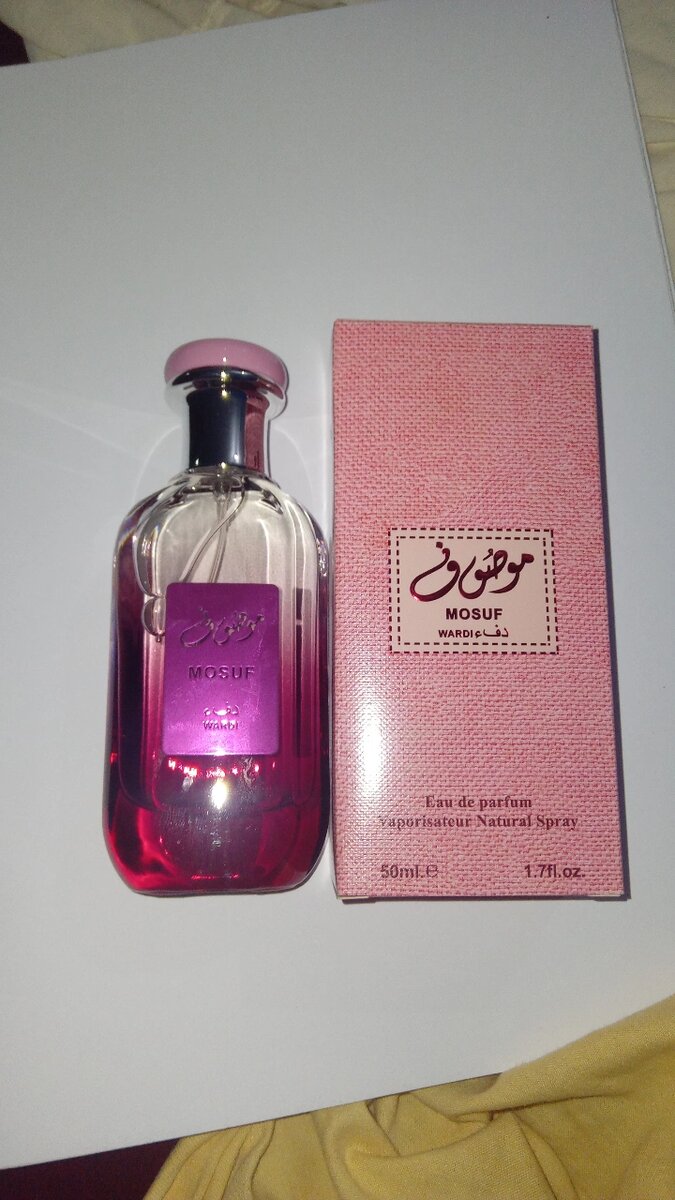 موصوف
MOSUF
دفء
WARDI
موصوف
MOSUF
WARDI دفء
Eau de parfum
vaporisateur Natural Spray
50ml.e 1.7fl.oz.